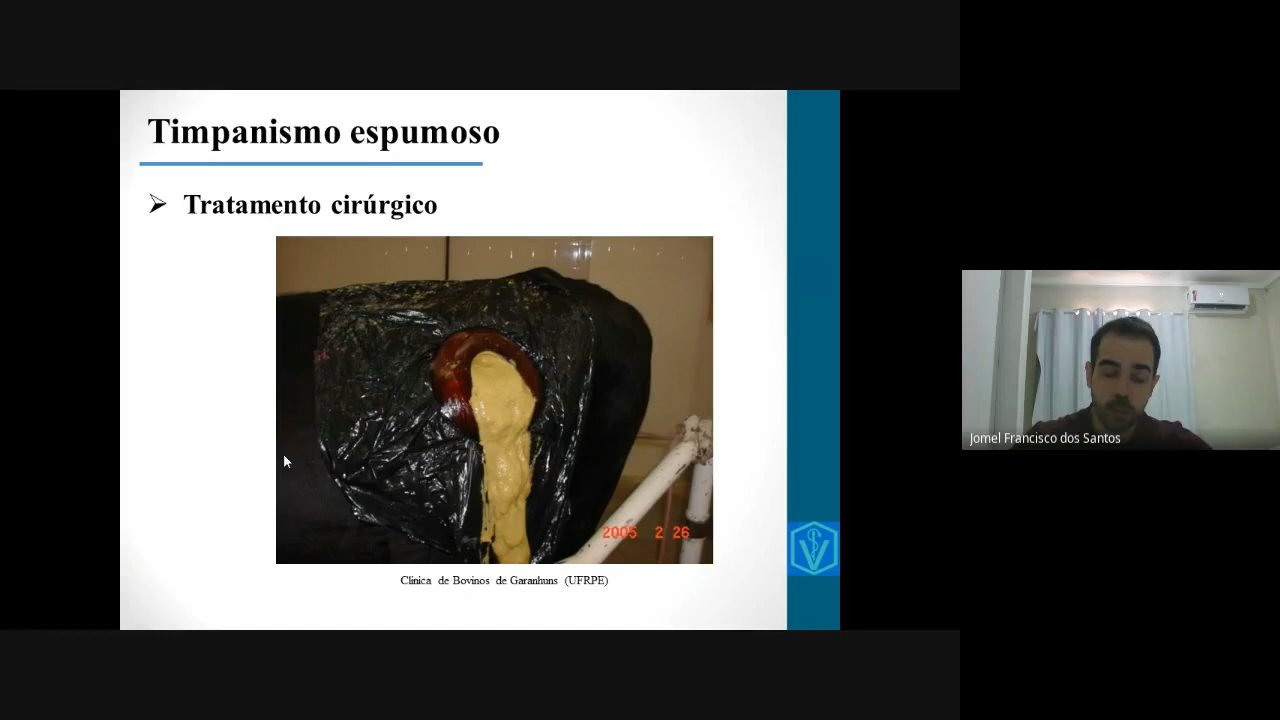 Timpanismo espumoso
➢ Tratamento cirúrgico
2005 2 26
Clínica de Bovinos de Garanhuns (UFRPE)
Jomel Francisco dos Santos